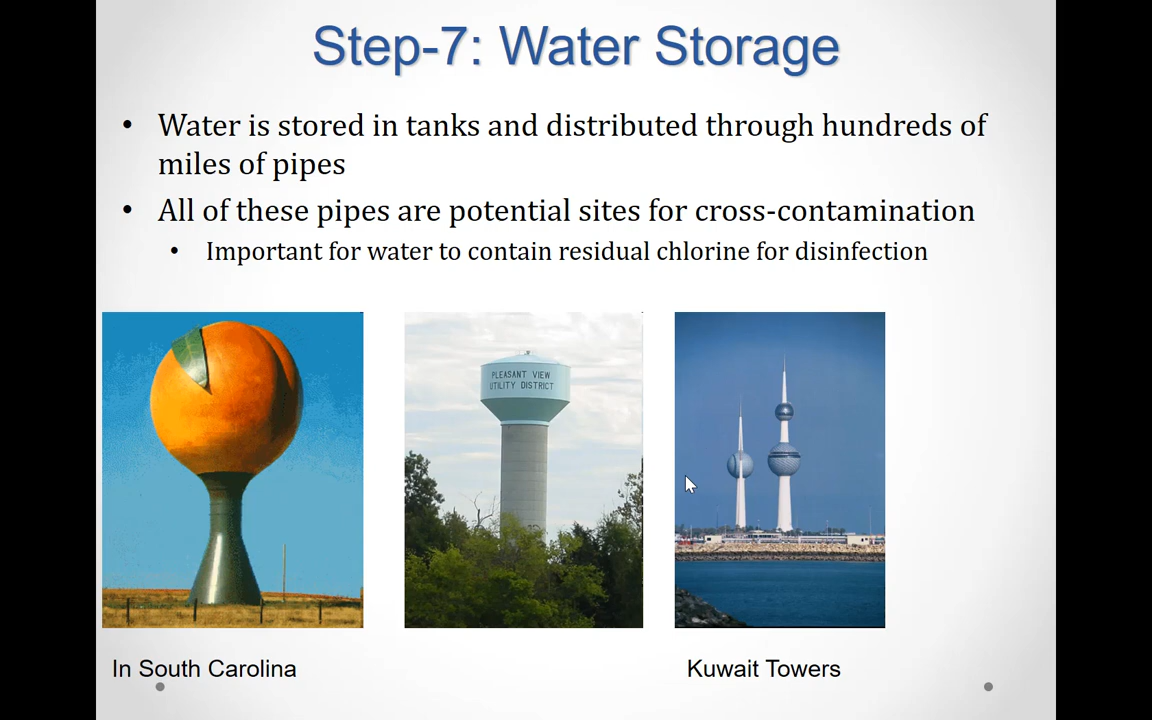 Step-7: Water Storage
• Water is stored in tanks and distributed through hundreds of
miles of pipes
• All of these pipes are potential sites for cross-contamination
• Important for water to contain residual chlorine for disinfection
PLEASANT VIEW
UTILITY DISTRICT
In South Carolina
Kuwait Towers